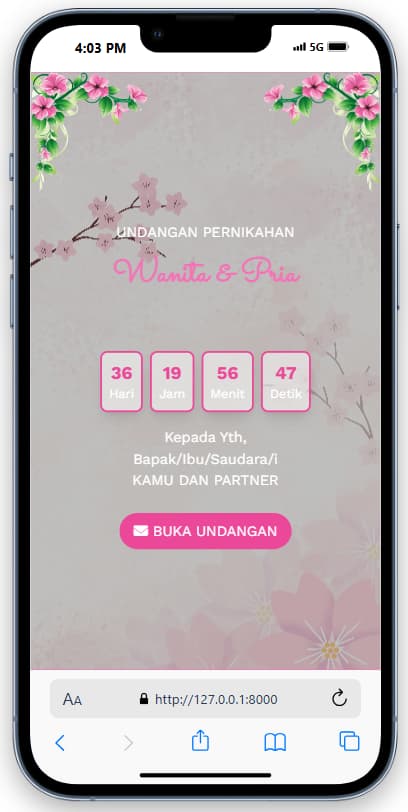 4:03 PM
5G
UNDANGAN PERNIKAHAN
Wanita & Pria
36 19 56 47
Hari Jam Menit Detik
Kepada Yth,
Bapak/Ibu/Saudara/i
KAMU DAN PARTNER
BUKA UNDANGAN
AA http://127.0.0.1:8000